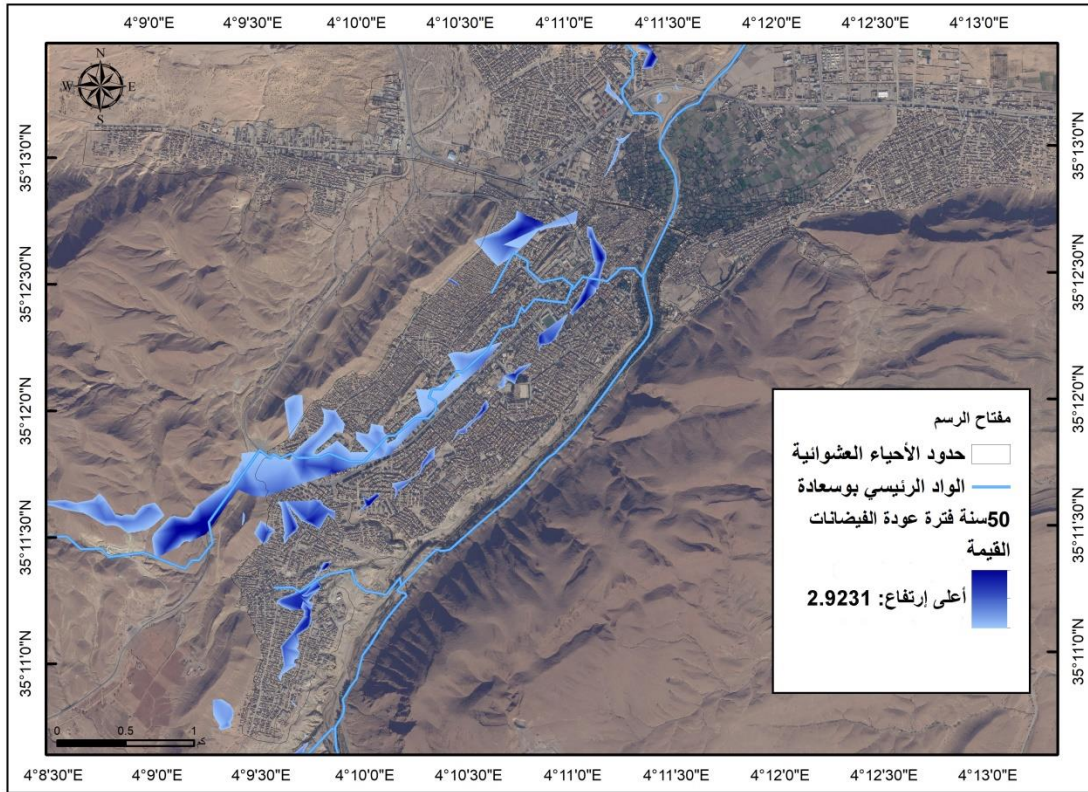 4°9'0"E 4°9'30"E 4°10'0"E 4°10'30"E 4°11'0"E 4°11'30"E 4°12'0"E 4°12'30"E 4°13'0"E
N
W E
S
35°13'0"N 35°13'0"N
35°12'30"N 35°12'30"N
35°12'0"N 35°12'0"N
35°11'30"N 35°11'30"N
35°11'0"N 35°11'0"N
مفتاح الرسم
حدود الأحياء العشوائية
الواد الرئيسي بوسعادة
50سنة فترة عودة الفيضانات
القيمة
أعلى إرتفاع: 2.9231
0 0.5 1
كم
4°8'30"E 4°9'0"E 4°9'30"E 4°10'0"E 4°10'30"E 4°11'0"E 4°11'30"E 4°12'0"E 4°12'30"E 4°13'0"E